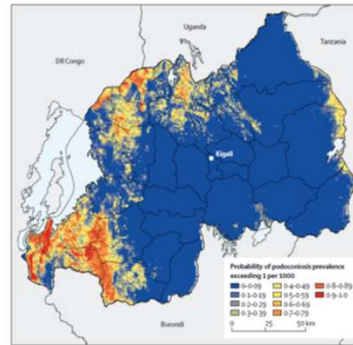 Uganda
Tanzania
DR Congo
Kigali
Probability of podoconiosis prevalence
exceeding 1 per 1000
0–0·09 0·4–0·49 0·8–0·89
0·1–0·19 0·5–0·59 0·9–1·0
0·2–0·29 0·6–0·69
0·3–0·39 0·7–0·79
0 25 50 km
Burundi